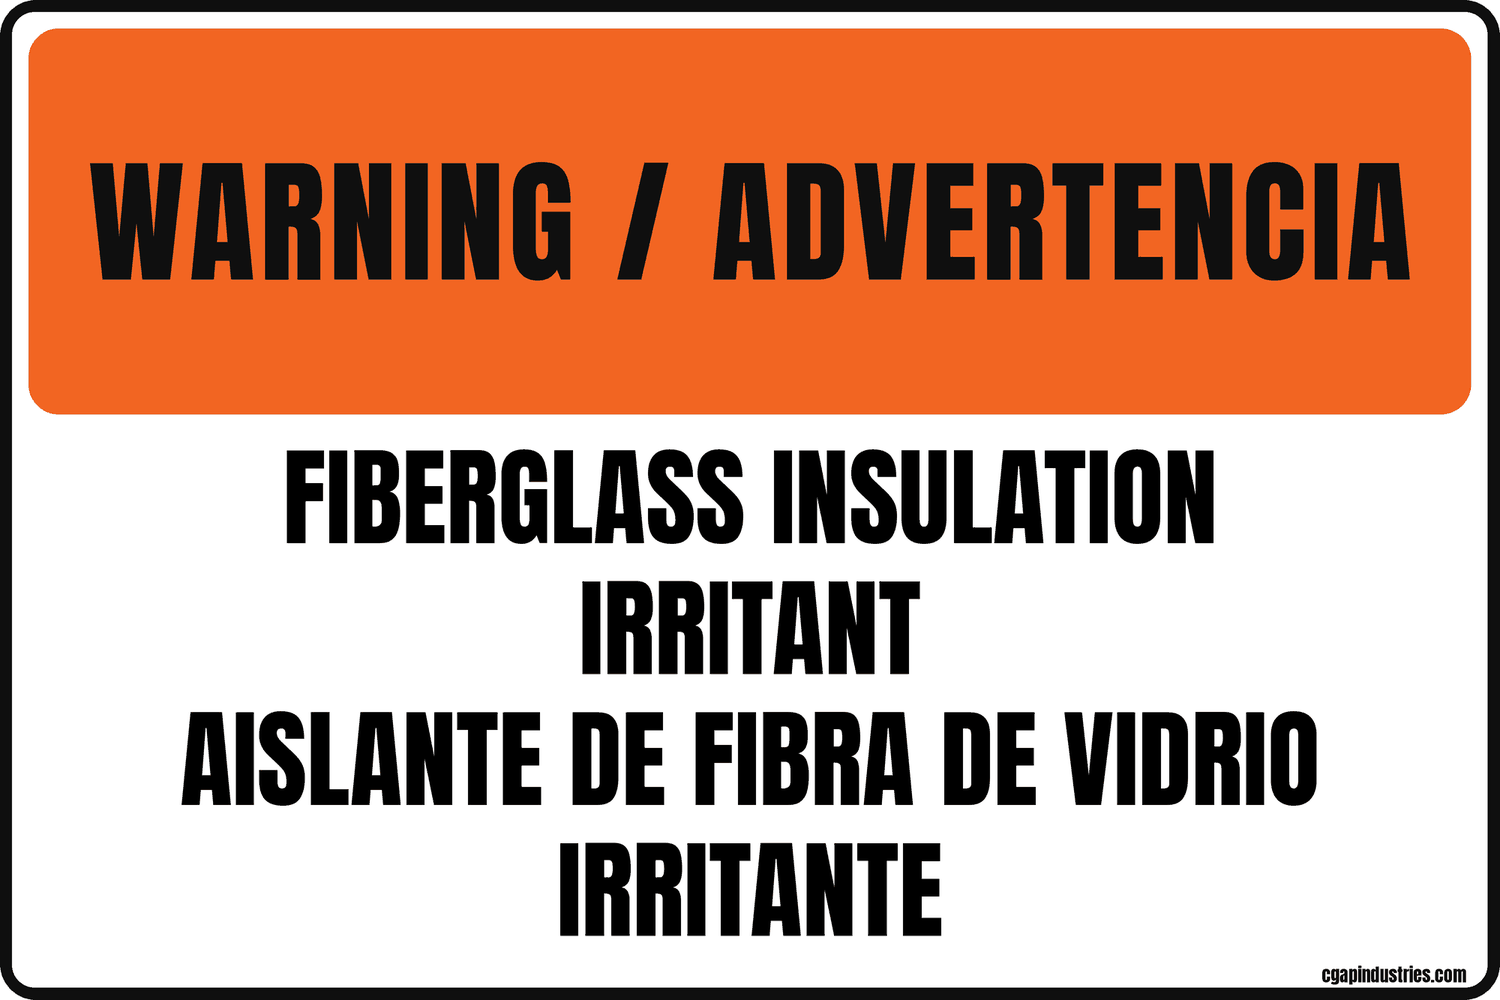 WARNING / ADVERTENCIA
FIBERGLASS INSULATION
IRRITANT
AISLANTE DE FIBRA DE VIDRIO
IRRITANTE
cgapindustries.com